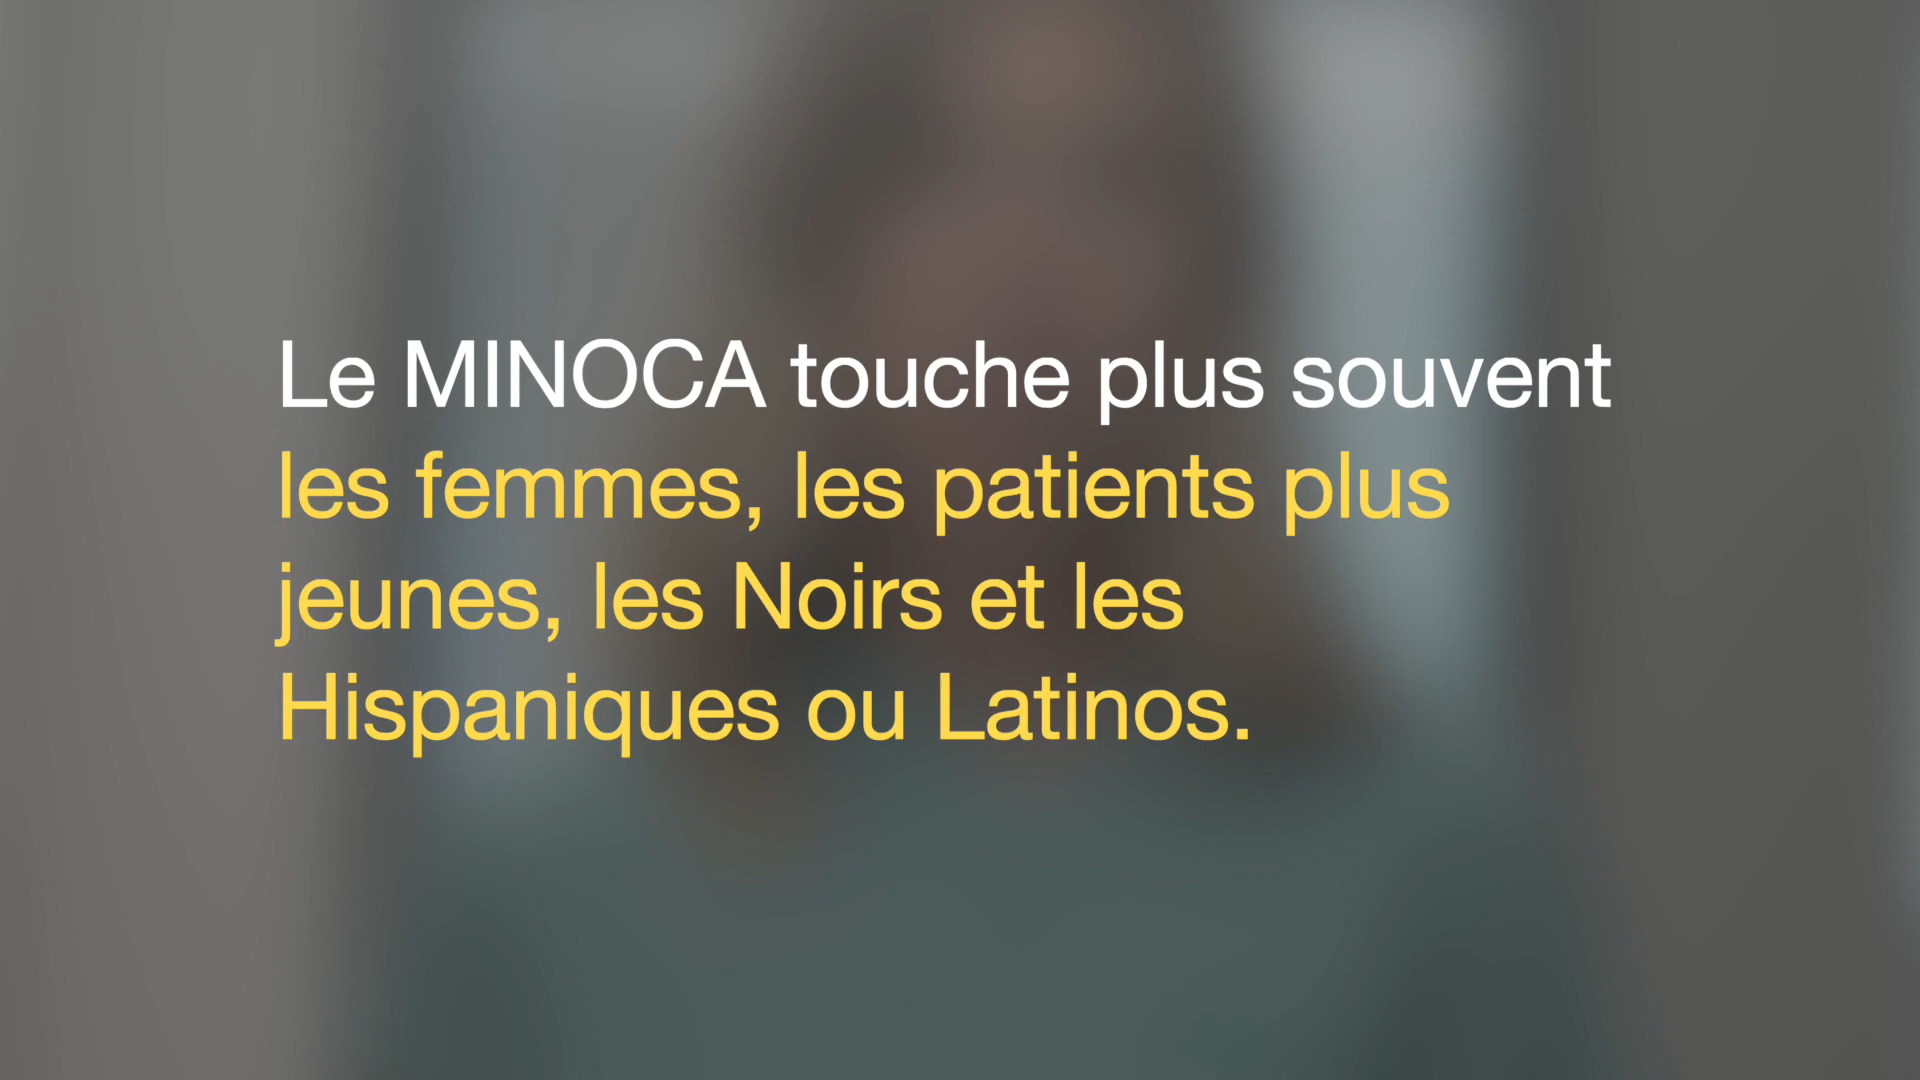 Le MINOCA touche plus souvent
les femmes, les patients plus
jeunes, les Noirs et les
Hispaniques ou Latinos.